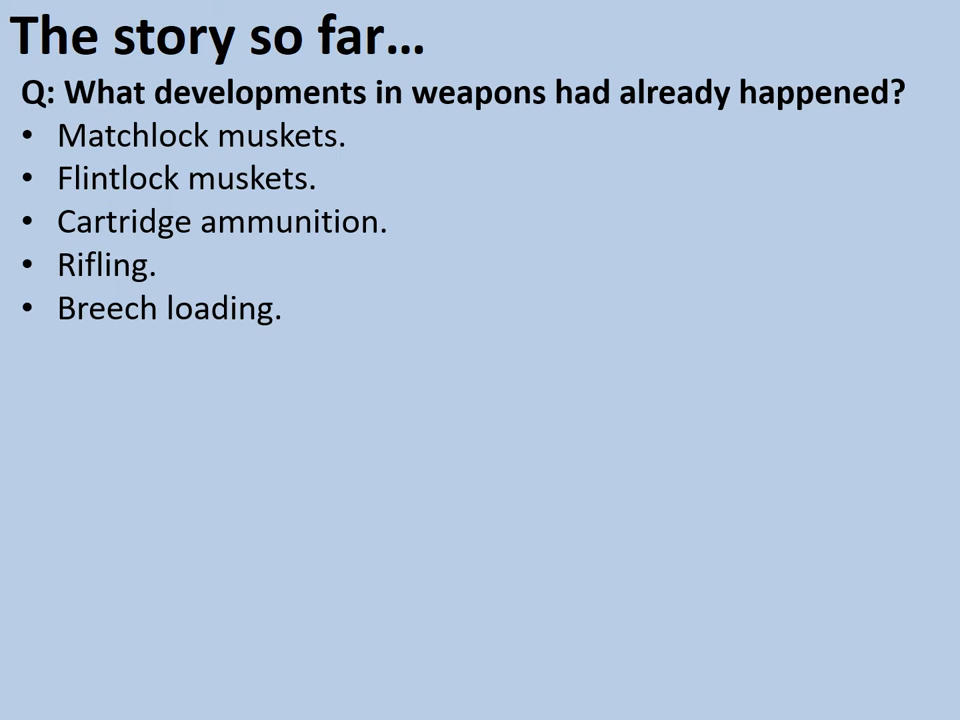 The story so far…
Q: What developments in weapons had already happened?
• Matchlock muskets.
• Flintlock muskets.
• Cartridge ammunition.
• Rifling.
• Breech loading.